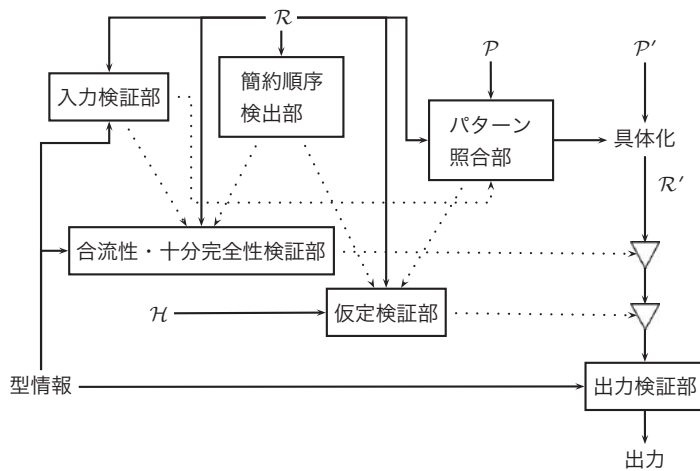 ℛ
𝒫
𝒫′
入力検証部
簡約順序
検出部
パターン
照合部
具体化
ℛ′
合流性・十分完全性検証部
ℋ
仮定検証部
型情報
出力検証部
出力